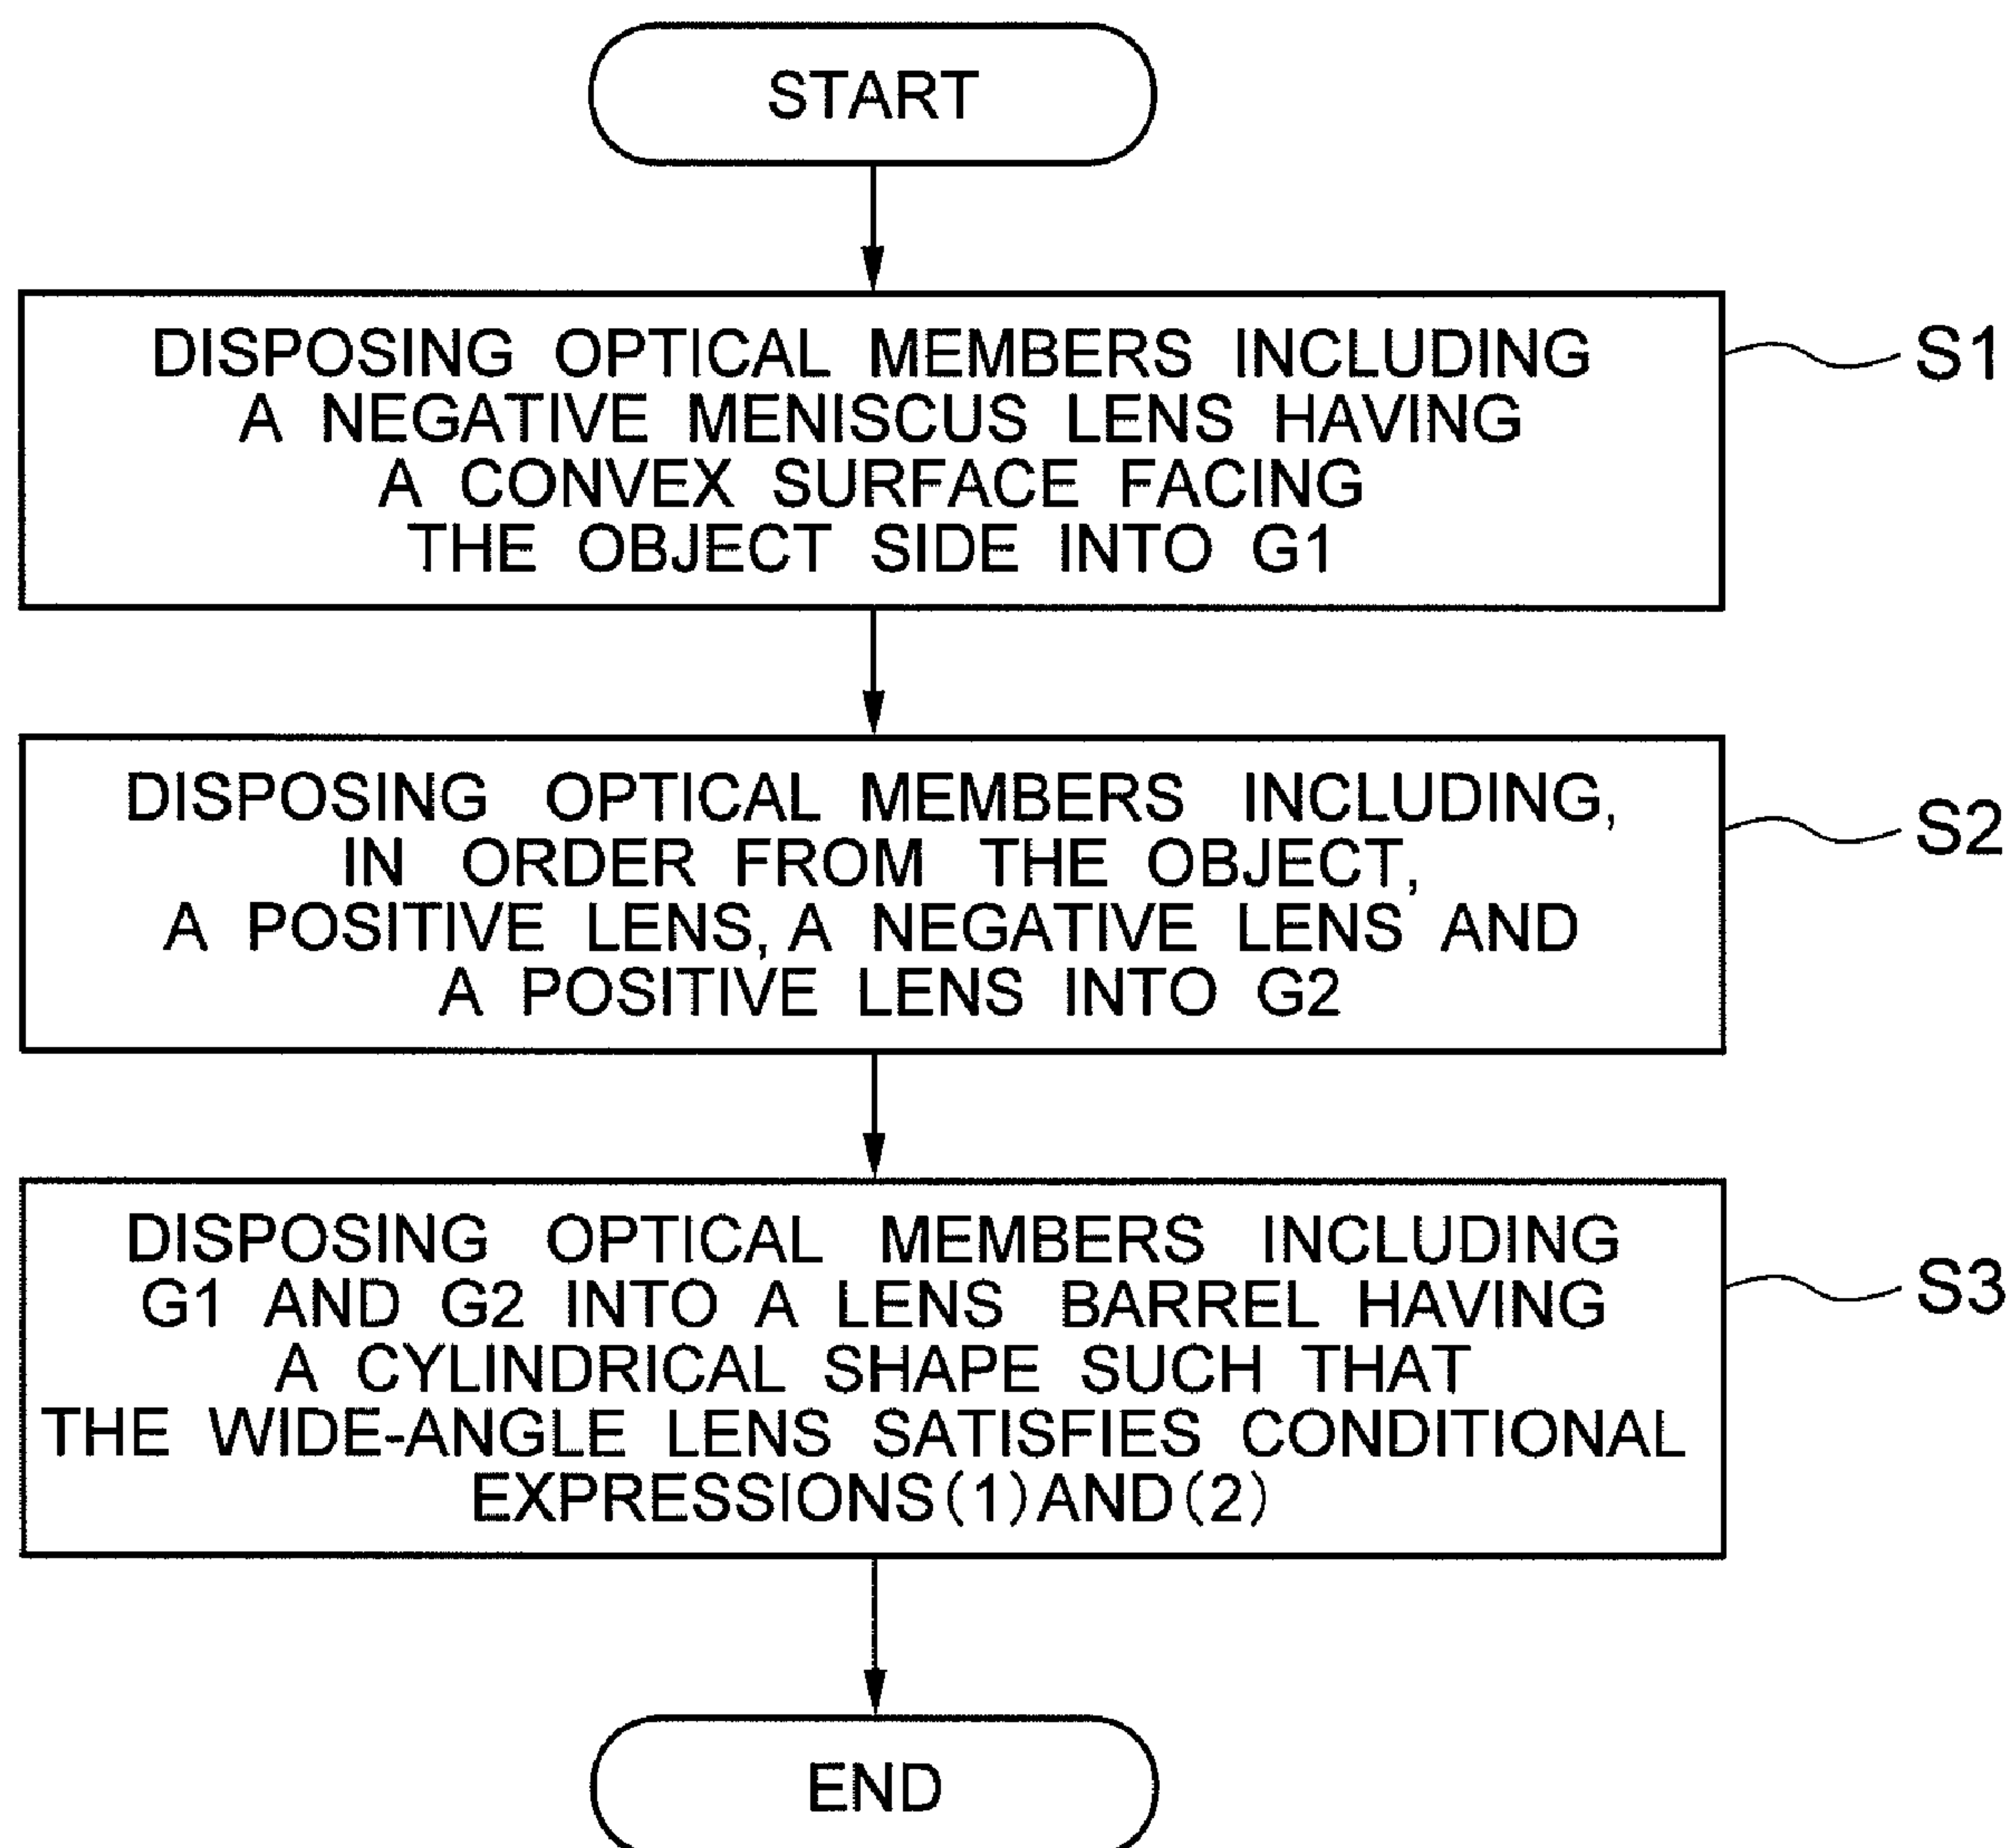 START
DISPOSING OPTICAL MEMBERS INCLUDING
A NEGATIVE MENISCUS LENS HAVING
A CONVEX SURFACE FACING
THE OBJECT SIDE INTO G1
S1
DISPOSING OPTICAL MEMBERS INCLUDING,
IN ORDER FROM THE OBJECT,
A POSITIVE LENS, A NEGATIVE LENS AND
A POSITIVE LENS INTO G2
S2
DISPOSING OPTICAL MEMBERS INCLUDING
G1 AND G2 INTO A LENS BARREL HAVING
A CYLINDRICAL SHAPE SUCH THAT
THE WIDE-ANGLE LENS SATISFIES CONDITIONAL
EXPRESSIONS(1)AND(2)
S3
END